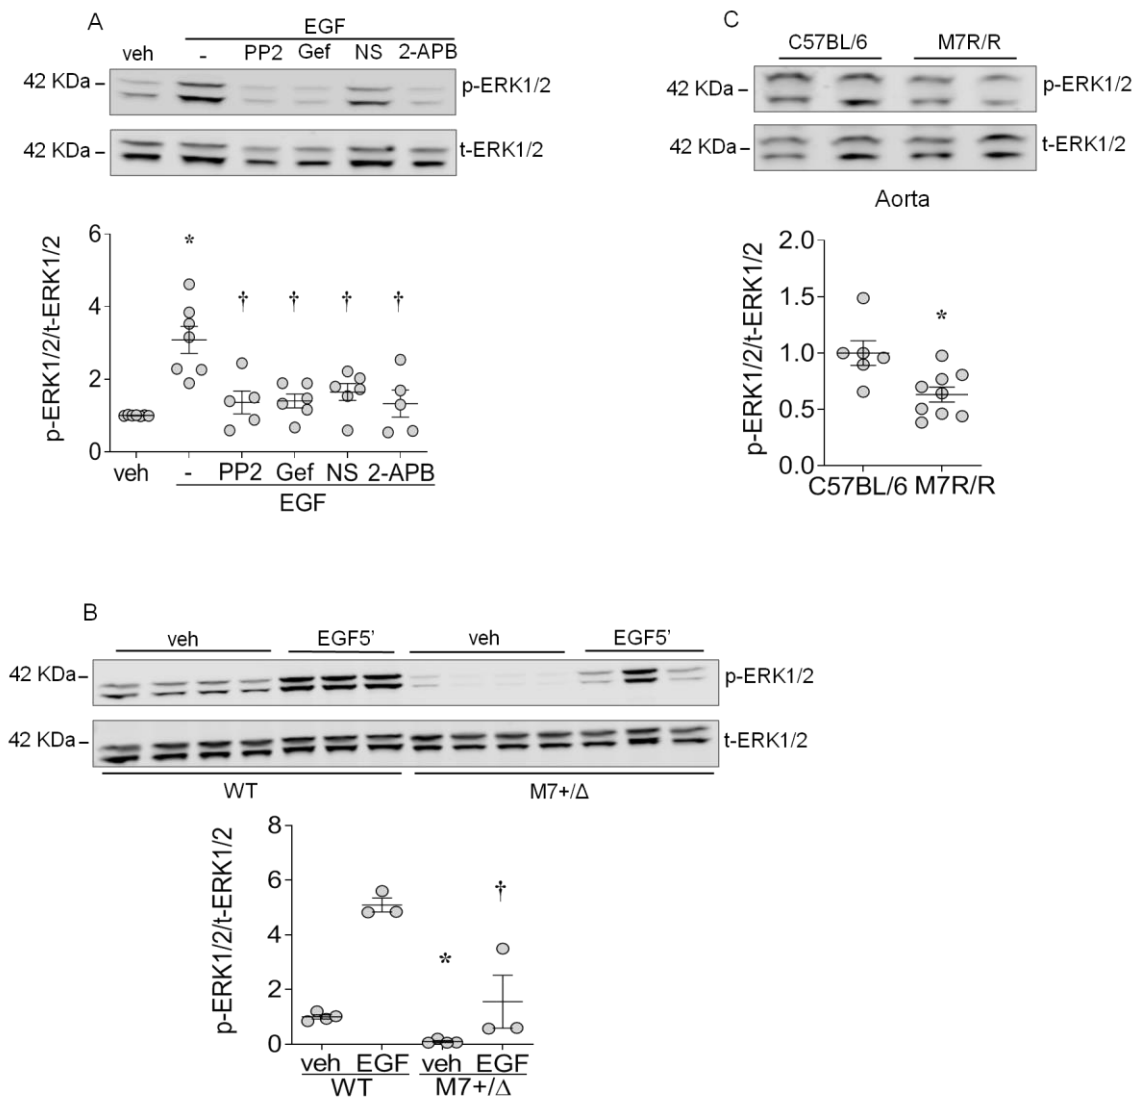 A
EGF
veh - PP2 Gef NS 2-APB
42 KDa p-ERK1/2
42 KDa t-ERK1/2
p-ERK1/2/t-ERK1/2
6
4
2
0
*
† † † †
veh - PP2 Gef NS 2-APB
EGF
C
C57BL/6 M7R/R
42 KDa p-ERK1/2
42 KDa t-ERK1/2
Aorta
p-ERK1/2/t-ERK1/2
2.0
1.5
1.0
0.5
0.0
*
C57BL/6 M7R/R
B
veh EGF5' veh EGF5'
42 KDa p-ERK1/2
42 KDa t-ERK1/2
WT M7+/Δ
p-ERK1/2/t-ERK1/2
8
6
4
2
0
*
†
veh EGF veh EGF
WT M7+/Δ